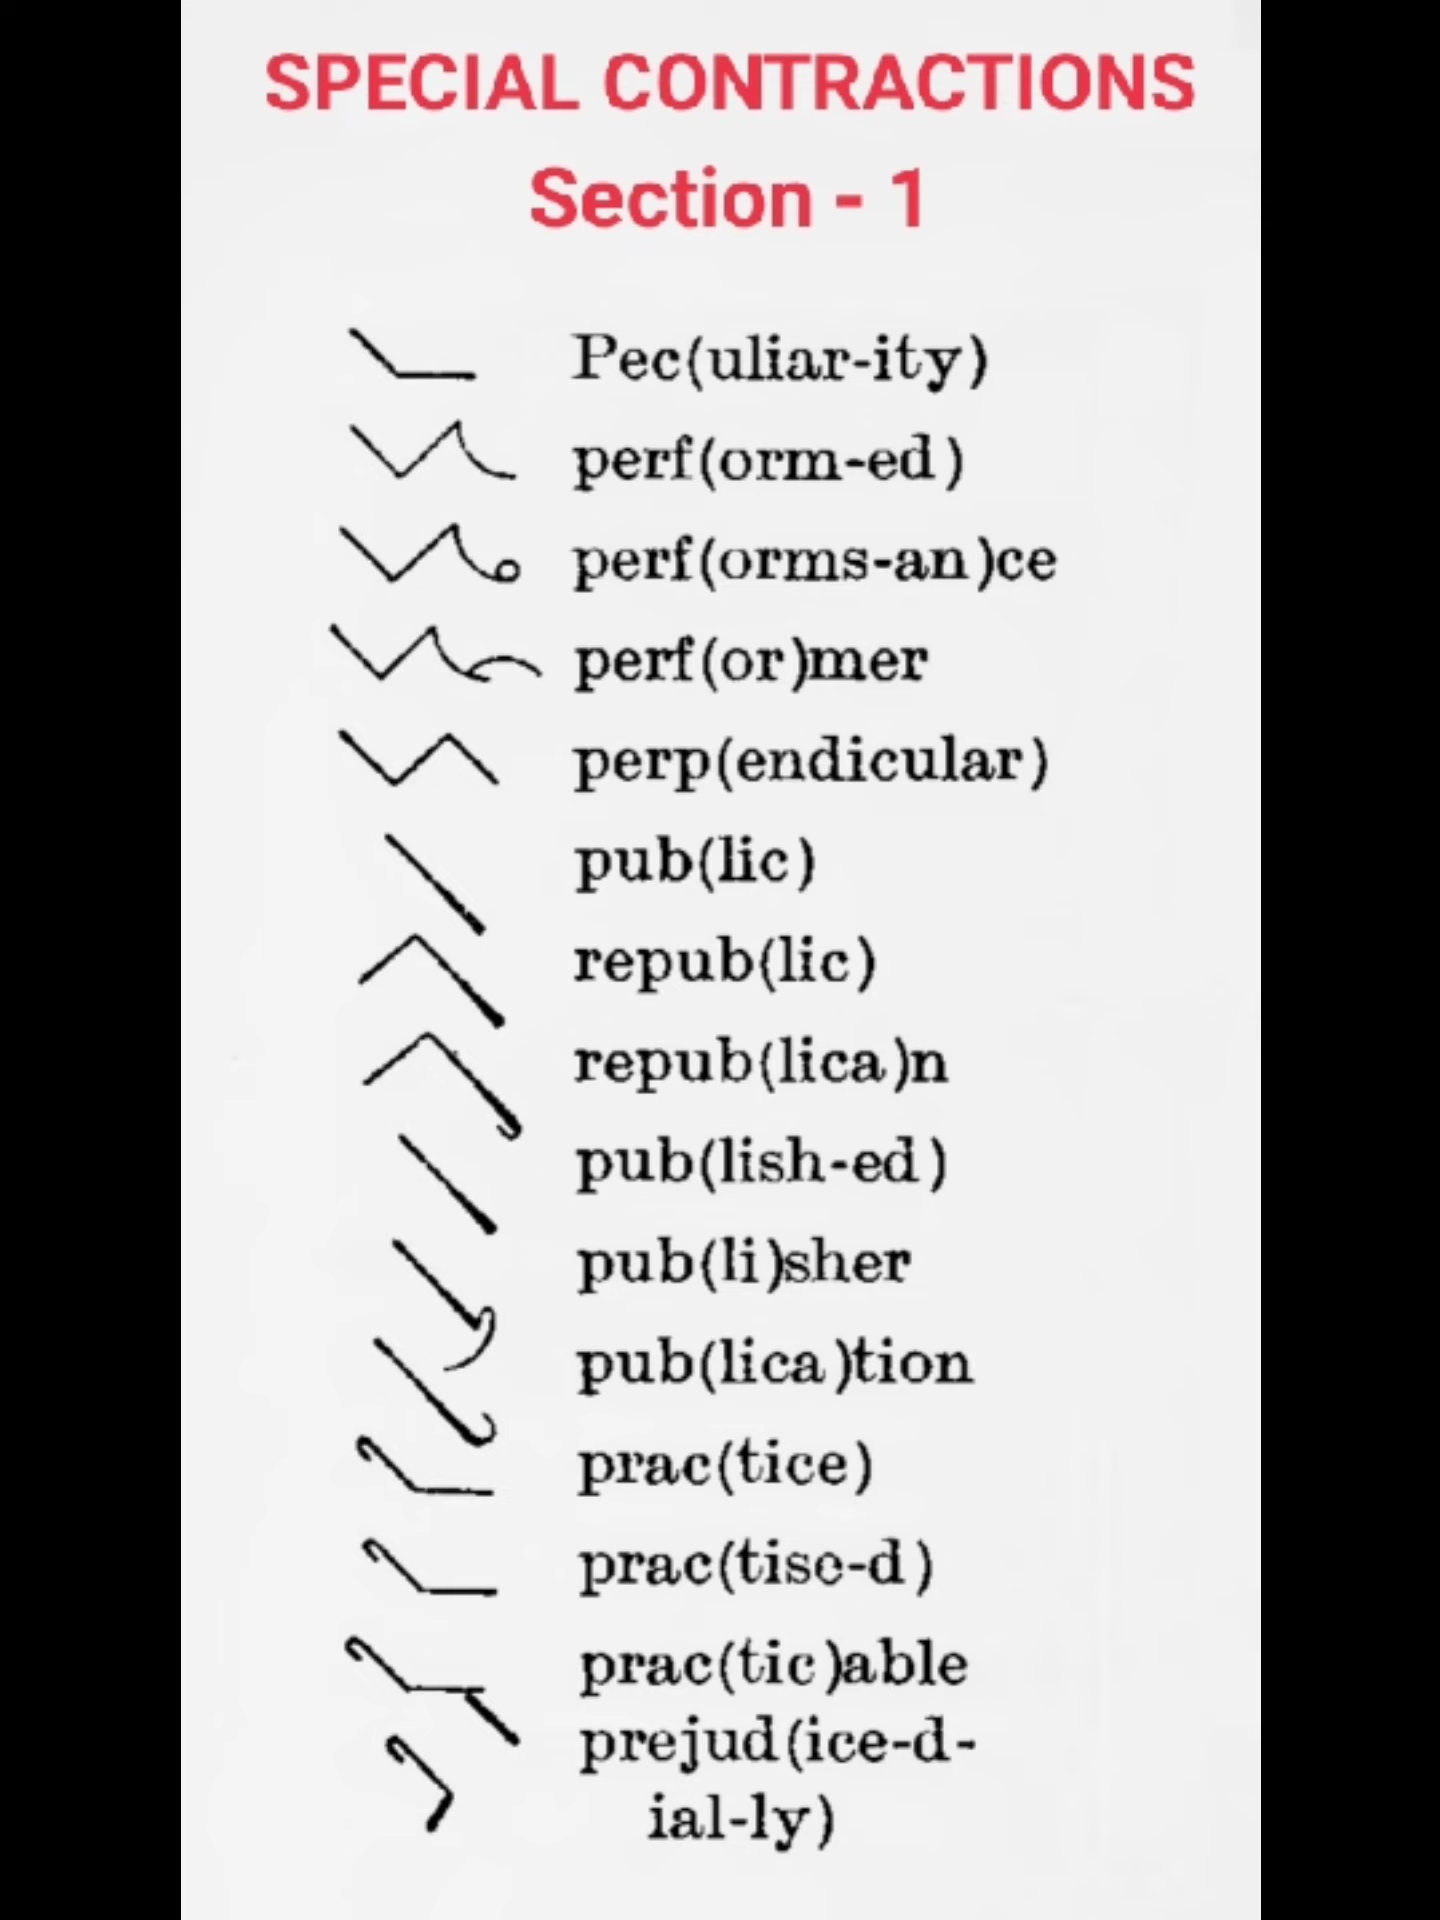 SPECIAL CONTRACTIONS
Section - 1
Pec(uliar-ity)
perf(orm-ed)
perf(orms-an)ce
perf(or)mer
perp(endicular)
pub(lic)
repub(lic)
repub(lica)n
pub(lish-ed)
pub(li)sher
pub(lica)tion
prac(tice)
prac(tise-d)
prac(tic)able
prejud(ice-d-
ial-ly)